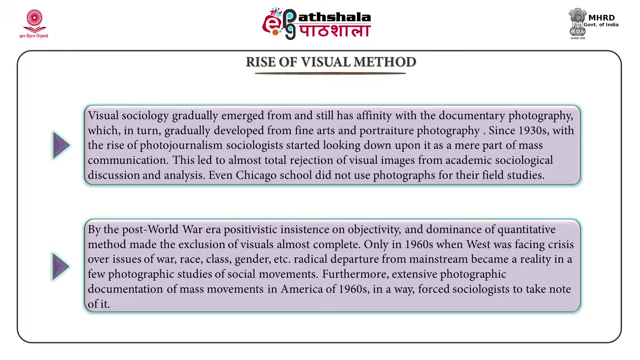 Pathshala
पाठशाला
MHRD
Govt. of India
RISE OF VISUAL METHOD
Visual sociology gradually emerged from and still has affinity with the documentary photography,
which, in turn, gradually developed from fine arts and portraiture photography . Since 1930s, with
the rise of photojournalism sociologists started looking down upon it as a mere part of mass
communication. This led to almost total rejection of visual images from academic sociological
discussion and analysis. Even Chicago school did not use photographs for their field studies.
By the post-World War era positivistic insistence on objectivity, and dominance of quantitative
method made the exclusion of visuals almost complete. Only in 1960s when West was facing crisis
over issues of war, race, class, gender, etc. radical departure from mainstream became a reality in a
few photographic studies of social movements. Furthermore, extensive photographic
documentation of mass movements in America of 1960s, in a way, forced sociologists to take note
of it.